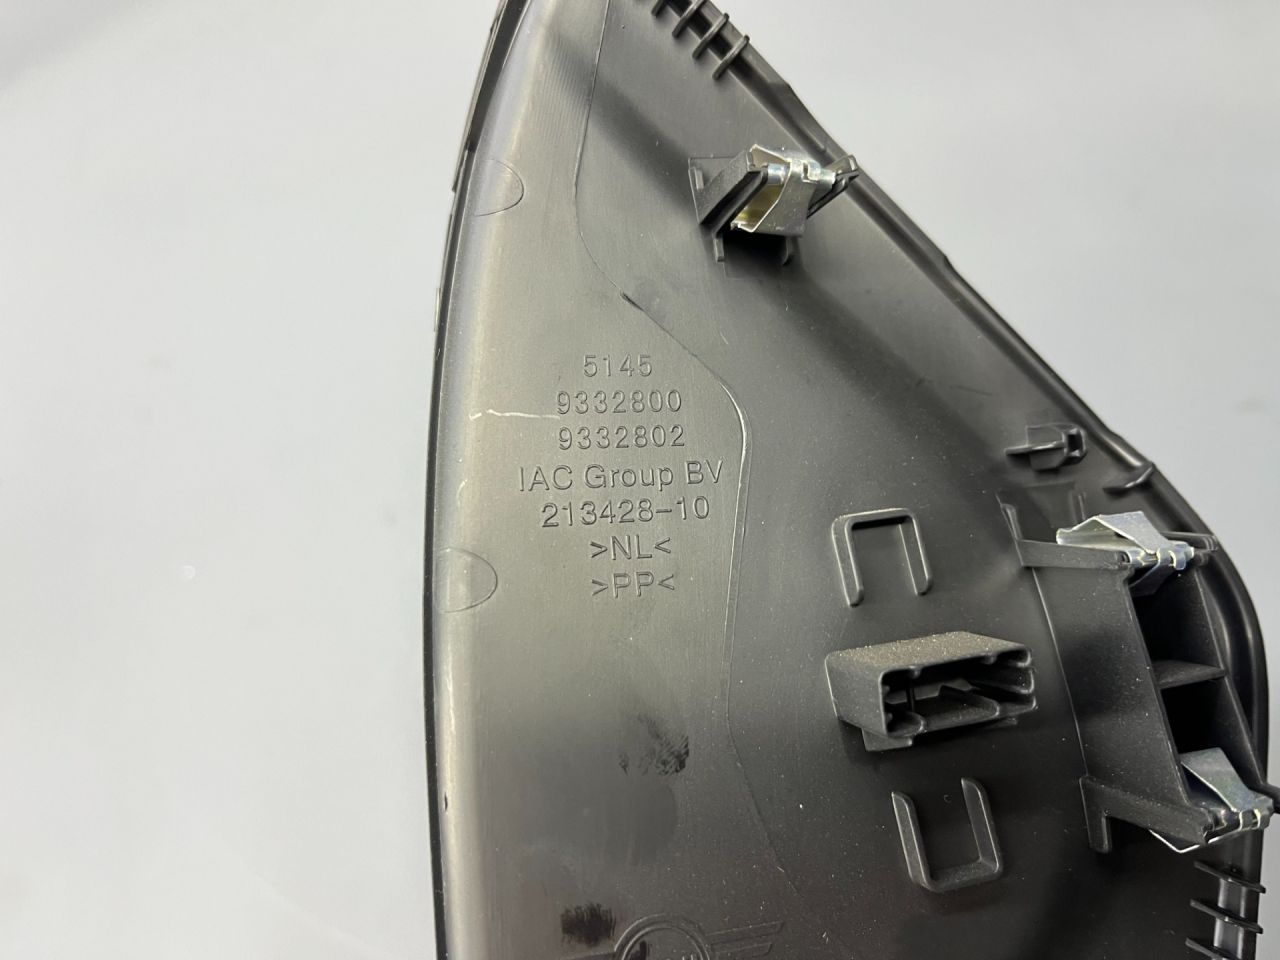 5145
9332800
9332802
IAC Group BV
213428-10
>NL<
>PP<